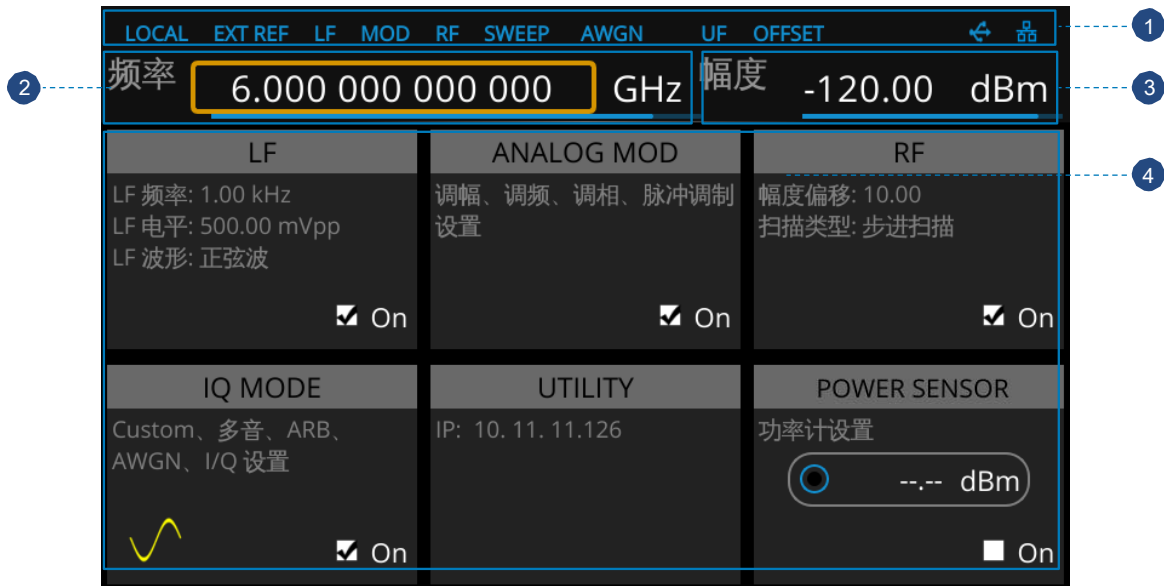 LOCAL EXT REF LF MOD RF SWEEP AWGN UF OFFSET
1
2
频率 6.000 000 000 000 GHz
幅度 -120.00 dBm
3
LF
LF 频率: 1.00 kHz
LF 电平: 500.00 mVpp
LF 波形: 正弦波
On
ANALOG MOD
调幅、调频、调相、脉冲调制
设置
On
RF
4
幅度偏移: 10.00
扫描类型: 步进扫描
On
IQ MODE
Custom、多音、ARB、
AWGN、I/Q 设置
On
UTILITY
IP: 10. 11. 11.126
POWER SENSOR
功率计设置
--.-- dBm
On